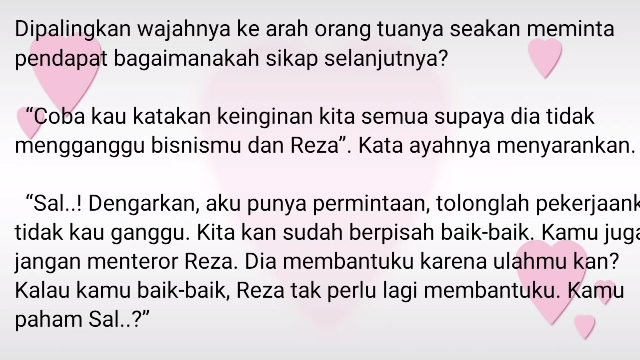 Dipalingkan wajahnya ke arah orang tuanya seakan meminta
pendapat bagaimanakah sikap selanjutnya?
“Coba kau katakan keinginan kita semua supaya dia tidak
mengganggu bisnismu dan Reza”. Kata ayahnya menyarankan.
“Sal..! Dengarkan, aku punya permintaan, tolonglah pekerjaank
tidak kau ganggu. Kita kan sudah berpisah baik-baik. Kamu juga
jangan menteror Reza. Dia membantuku karena ulahmu kan?
Kalau kamu baik-baik, Reza tak perlu lagi membantuku. Kamu
paham Sal..?”